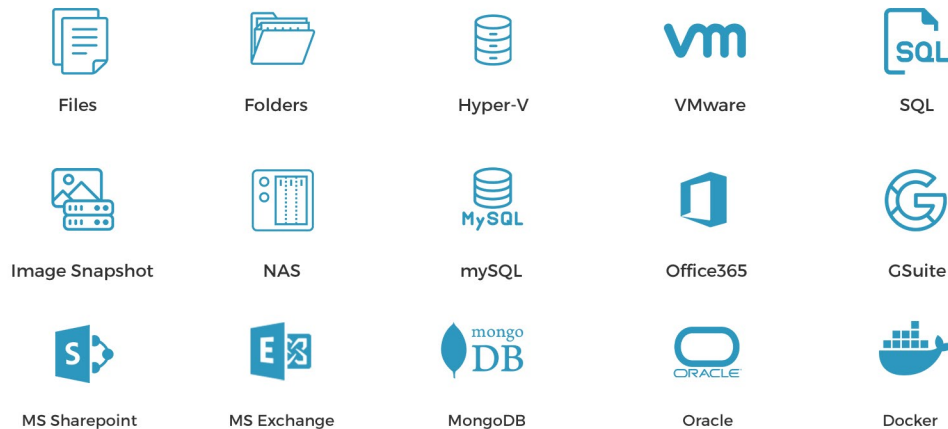 SQL
Files
Folders
Hyper-V
VMware
SQL
MySQL
Image Snapshot
NAS
mySQL
Office365
GSuite
mongo
DB
ORACLE
MS Sharepoint
MS Exchange
MongoDB
Oracle
Docker